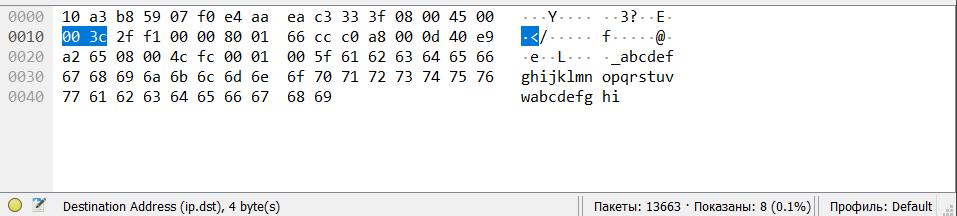 0000 10 a3 b8 59 07 f0 e4 aa ea c3 33 3f 08 00 45 00 ···Y···· ··3?··E·
0010 00 3c 2f f1 00 00 80 01 66 cc c0 a8 00 0d 40 e9 ·</····· f·····@·
0020 a2 65 08 00 4c fc 00 01 00 5f 61 62 63 64 65 66 ·e··L··· ·_abcdef
0030 67 68 69 6a 6b 6c 6d 6e 6f 70 71 72 73 74 75 76 ghijklmn opqrstuv
0040 77 61 62 63 64 65 66 67 68 69 wabcdefg hi
Destination Address (ip.dst), 4 byte(s) Пакеты: 13663 · Показаны: 8 (0.1%) Профиль: Default